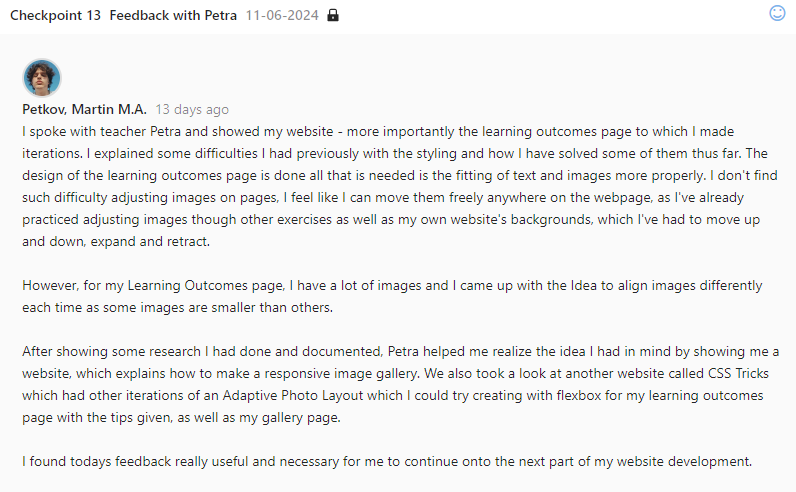 Checkpoint 13 Feedback with Petra 11-06-2024
Petkov, Martin M.A. 13 days ago
I spoke with teacher Petra and showed my website - more importantly the learning outcomes page to which I made
iterations. I explained some difficulties I had previously with the styling and how I have solved some of them thus far. The
design of the learning outcomes page is done all that is needed is the fitting of text and images more properly. I don't find
such difficulty adjusting images on pages, I feel like I can move them freely anywhere on the webpage, as I've already
practiced adjusting images though other exercises as well as my own website's backgrounds, which I've had to move up
and down, expand and retract.
However, for my Learning Outcomes page, I have a lot of images and I came up with the Idea to align images differently
each time as some images are smaller than others.
After showing some research I had done and documented, Petra helped me realize the idea I had in mind by showing me a
website, which explains how to make a responsive image gallery. We also took a look at another website called CSS Tricks
which had other iterations of an Adaptive Photo Layout which I could try creating with flexbox for my learning outcomes
page with the tips given, as well as my gallery page.
I found todays feedback really useful and necessary for me to continue onto the next part of my website development.